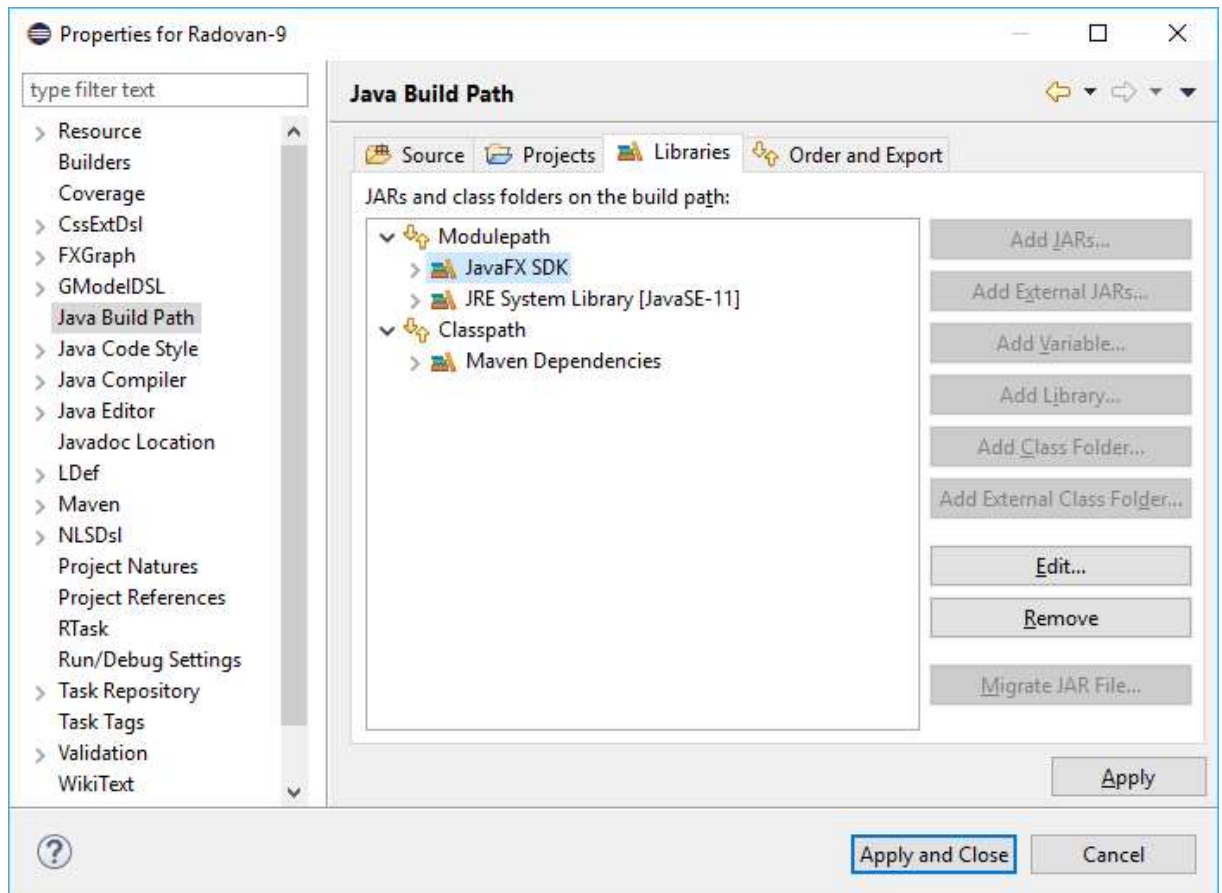 Properties for Radovan-9
type filter text
Resource
Builders
Coverage
CssExtDsl
FXGraph
GModelDSL
Java Build Path
Java Code Style
Java Compiler
Java Editor
Javadoc Location
LDef
Maven
NLSDsl
Project Natures
Project References
RTask
Run/Debug Settings
Task Repository
Task Tags
Validation
WikiText
Java Build Path
Source Projects Libraries Order and Export
JARs and class folders on the build path:
Modulepath
JavaFX SDK
JRE System Library [JavaSE-11]
Classpath
Maven Dependencies
Add JARs...
Add External JARs...
Add Variable...
Add Library...
Add Class Folder...
Add External Class Folder...
Edit...
Remove
Migrate JAR File...
Apply
Apply and Close
Cancel